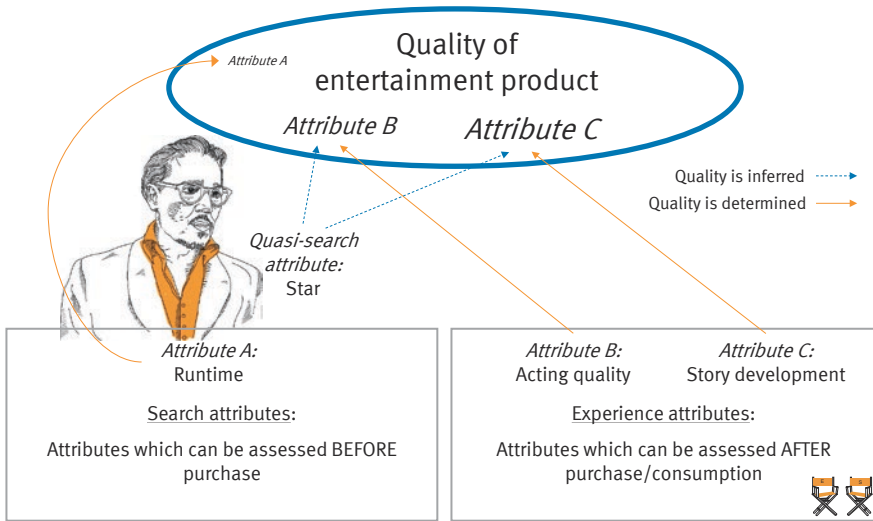 Quality of
entertainment product
Attribute A
Attribute B
Attribute C
Quality is inferred
Quality is determined
Quasi-search
attribute:
Star
Attribute A:
Runtime
Search attributes:
Attributes which can be assessed BEFORE
purchase
Attribute B:
Acting quality
Attribute C:
Story development
Experience attributes:
Attributes which can be assessed AFTER
purchase/consumption